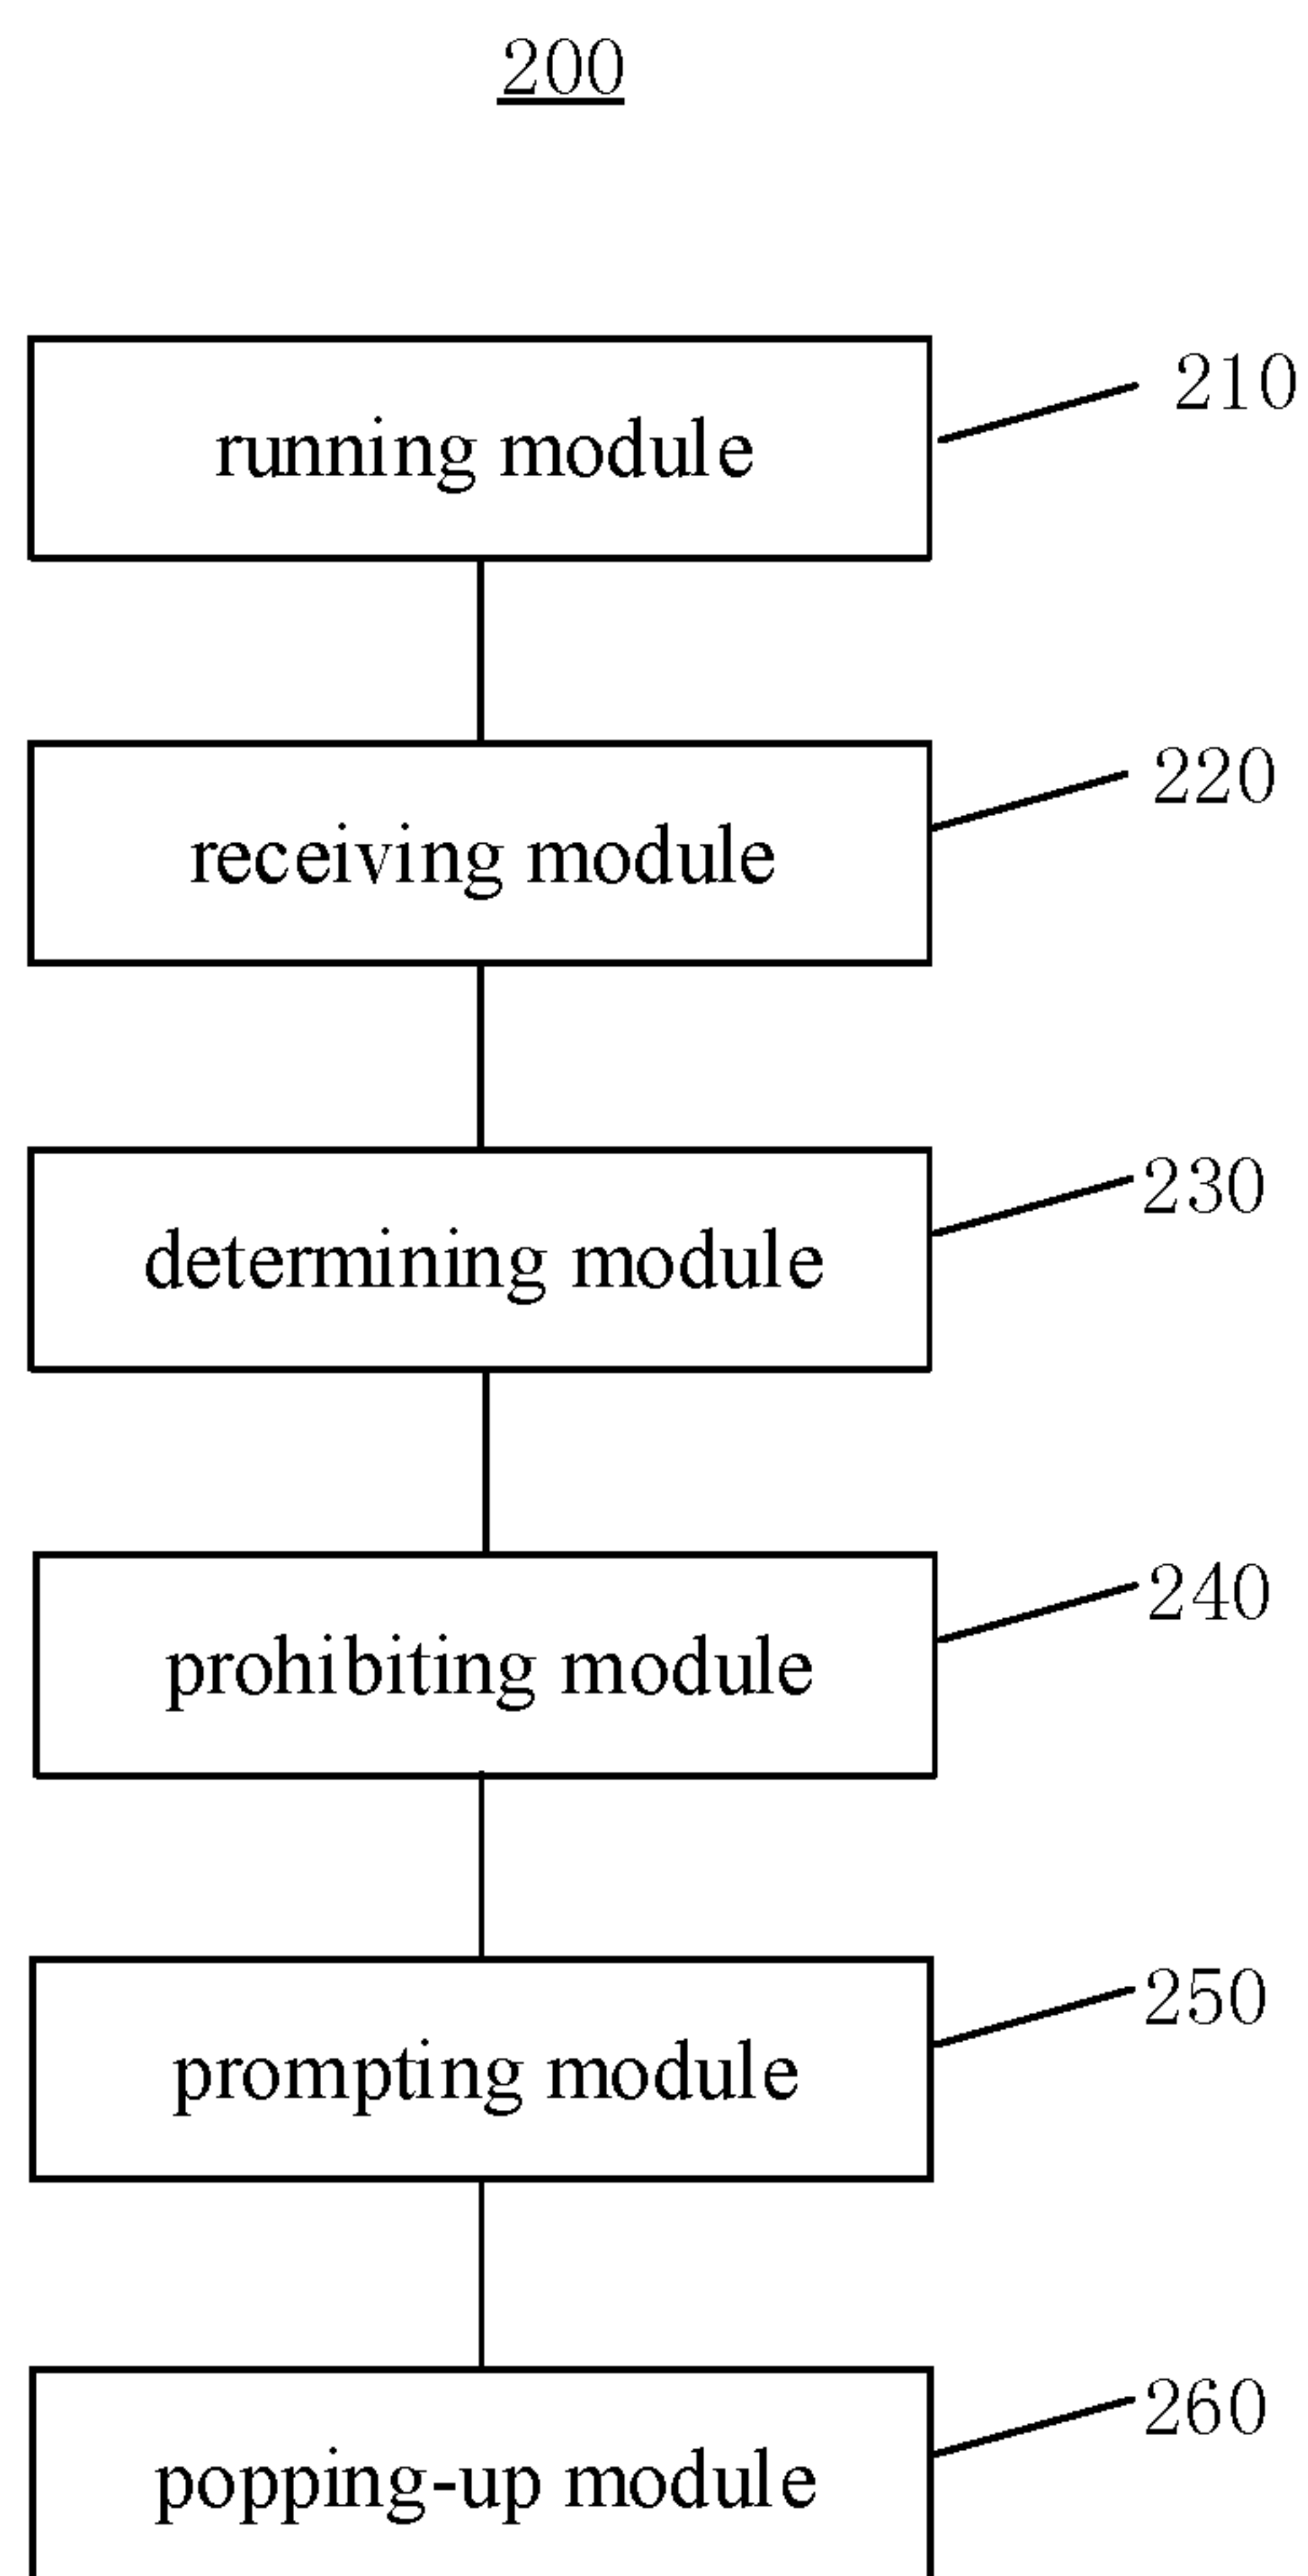 200
running module
210
receiving module
220
determining module
230
prohibiting module
240
prompting module
250
popping-up module
260